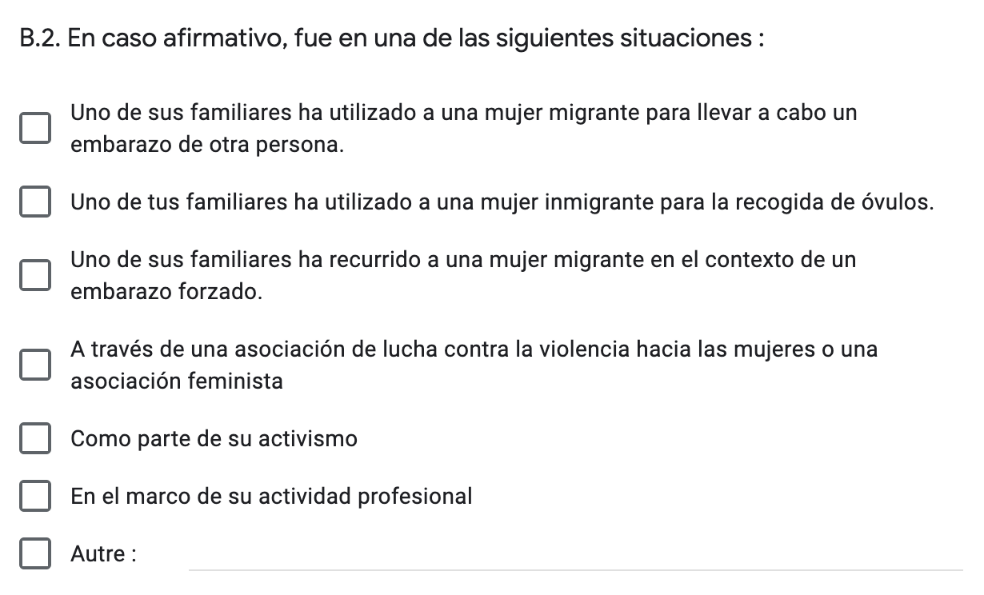 B.2. En caso afirmativo, fue en una de las siguientes situaciones :
Uno de sus familiares ha utilizado a una mujer migrante para llevar a cabo un
embarazo de otra persona.
Uno de tus familiares ha utilizado a una mujer inmigrante para la recogida de óvulos.
Uno de sus familiares ha recurrido a una mujer migrante en el contexto de un
embarazo forzado.
A través de una asociación de lucha contra la violencia hacia las mujeres o una
asociación feminista
Como parte de su activismo
En el marco de su actividad profesional
Autre :